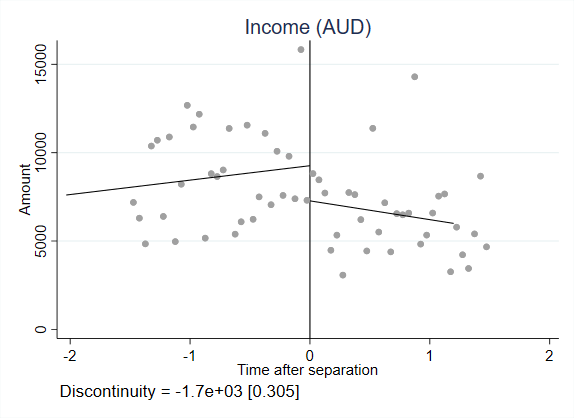 Income (AUD)
15000
10000
5000
0
Amount
-2 -1 0 1 2
Time after separation
Discontinuity = -1.7e+03 [0.305]